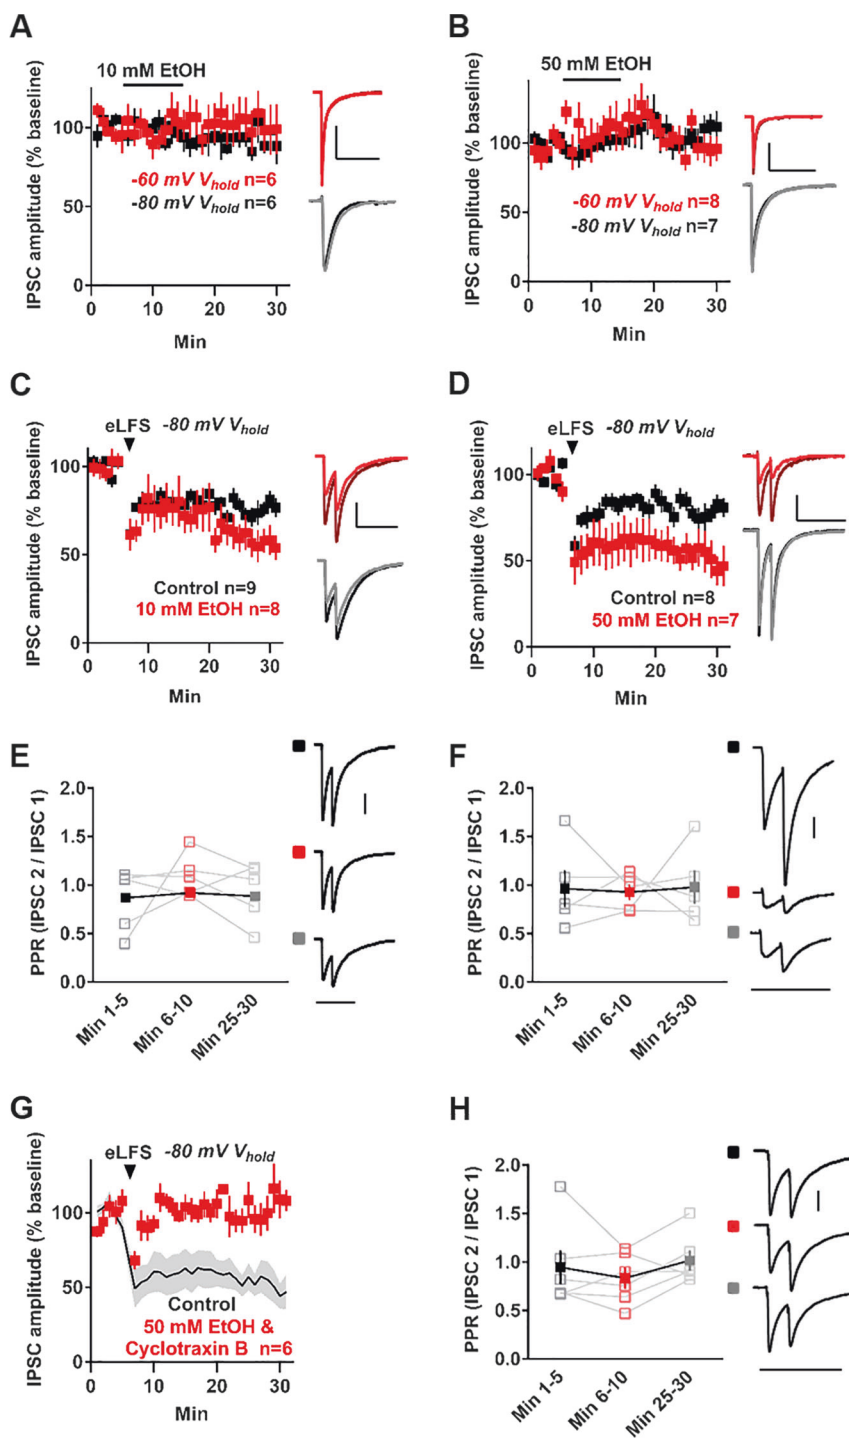 A
IPSC amplitude (% baseline)
10 mM EtOH
100
50
0
-60 mV Vhold n=6
-80 mV Vhold n=6
0 10 20 30
Min
B
IPSC amplitude (% baseline)
50 mM EtOH
100
50
0
-60 mV Vhold n=8
-80 mV Vhold n=7
0 10 20 30
Min
C
IPSC amplitude (% baseline)
eLFS -80 mV Vhold
100
50
0
Control n=9
10 mM EtOH n=8
0 10 20 30
Min
D
IPSC amplitude (% baseline)
eLFS -80 mV Vhold
100
50
0
Control n=8
50 mM EtOH n=7
0 10 20 30
Min
E
PPR (IPSC 2 / IPSC 1)
2.0
1.5
1.0
0.5
0.0
Min 1-5
Min 6-10
Min 25-30
F
PPR (IPSC 2 / IPSC 1)
2.0
1.5
1.0
0.5
0.0
Min 1-5
Min 6-10
Min 25-30
G
IPSC amplitude (% baseline)
eLFS -80 mV Vhold
100
50
0
Control
50 mM EtOH &
Cyclotraxin B n=6
0 10 20 30
Min
H
PPR (IPSC 2 / IPSC 1)
2.0
1.5
1.0
0.5
0.0
Min 1-5
Min 6-10
Min 25-30